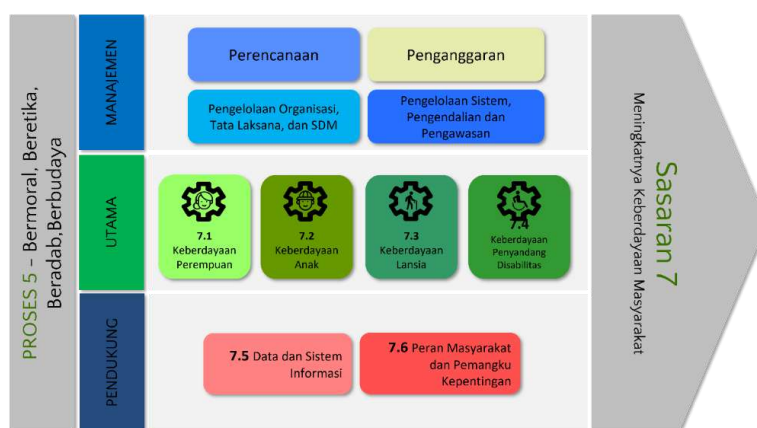 PROSES 5 – Bermoral, Beretika,
Beradab,Berbudaya
MANAJEMEN
Perencanaan
Penganggaran
Pengelolaan Organisasi,
Tata Laksana, dan SDM
Pengelolaan Sistem,
Pengendalian dan
Pengawasan
UTAMA
7.1
Keberdayaan
Perempuan
7.2
Keberdayaan
Anak
7.3
Keberdayaan
Lansia
7.4
Keberdayaan
Penyandang
Disabilitas
PENDUKUNG
7.5 Data dan Sistem
Informasi
7.6 Peran Masyarakat
dan Pemangku
Kepentingan
Sasaran 7
Meningkatnya Keberdayaan Masyarakat